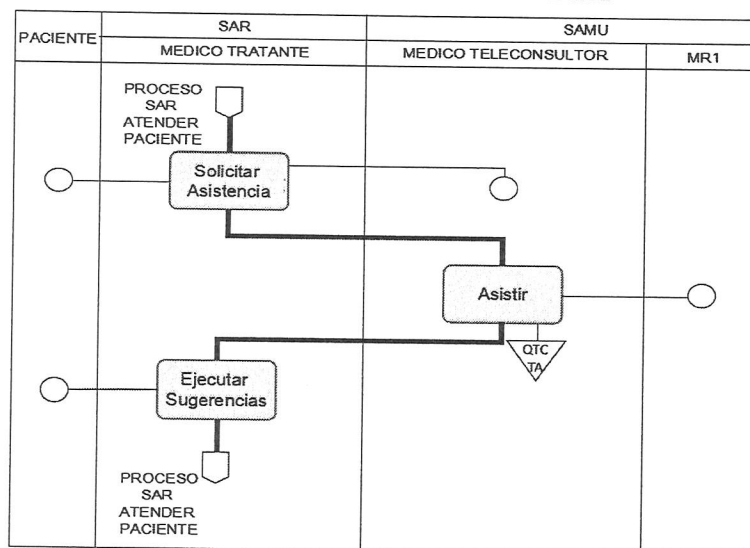 PACIENTE
SAR
SAMU
MEDICO TRATANTE
MEDICO TELECONSULTOR
MR1
PROCESO
SAR
ATENDER
PACIENTE
Solicitar
Asistencia
Asistir
QTC
TA
Ejecutar
Sugerencias
PROCESO
SAR
ATENDER
PACIENTE